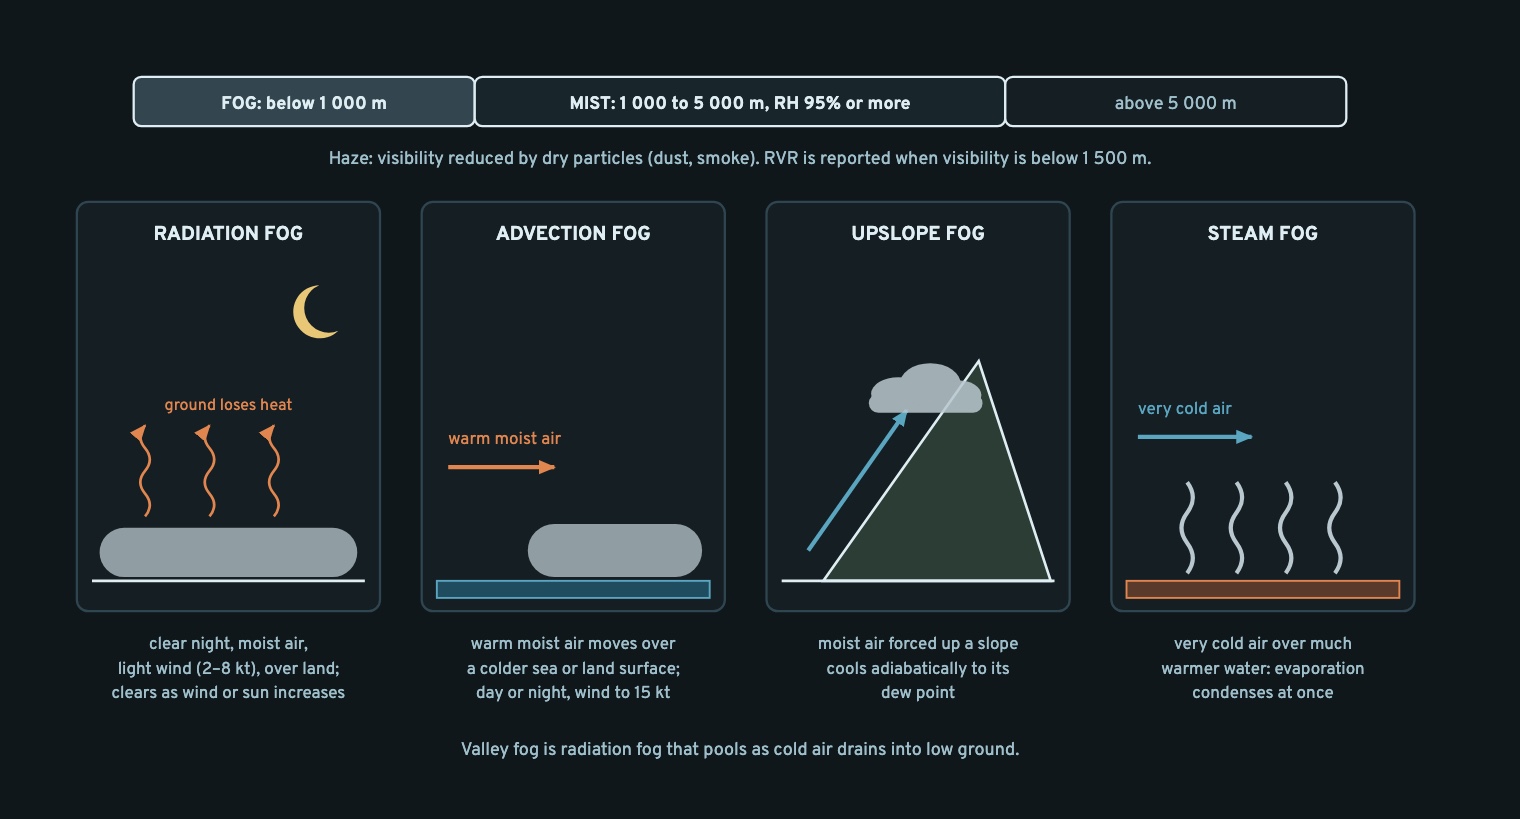 FOG: below 1 000 m
MIST: 1 000 to 5 000 m, RH 95% or more
above 5 000 m
Haze: visibility reduced by dry particles (dust, smoke). RVR is reported when visibility is below 1 500 m.
RADIATION FOG
ground loses heat
clear night, moist air,
light wind (2–8 kt), over land;
clears as wind or sun increases
ADVECTION FOG
warm moist air
warm moist air moves over
a colder sea or land surface;
day or night, wind to 15 kt
UPSLOPE FOG
moist air forced up a slope
cools adiabatically to its
dew point
STEAM FOG
very cold air
very cold air over much
warmer water: evaporation
condenses at once
Valley fog is radiation fog that pools as cold air drains into low ground.